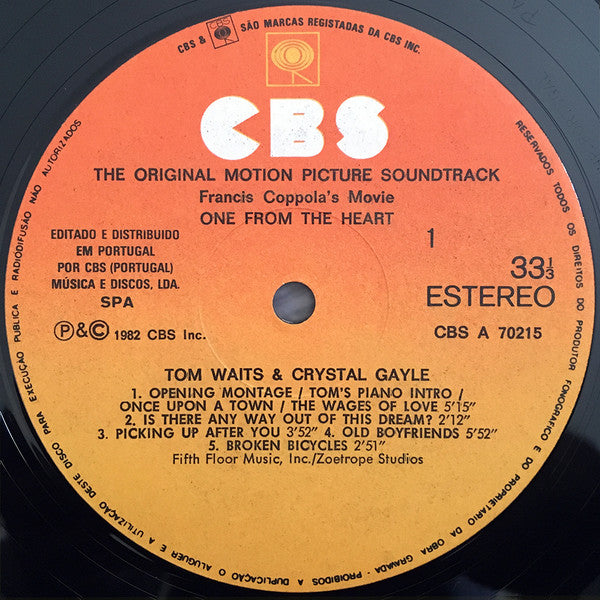 CBS & SÃO MARCAS REGISTADAS DA CBS INC.
CBS
THE ORIGINAL MOTION PICTURE SOUNDTRACK
Francis Coppola's Movie
ONE FROM THE HEART
EDITADO E DISTRIBUIDO
EM PORTUGAL
POR CBS (PORTUGAL)
MÚSICA E DISCOS, LDA.
SPA
1
33⅓
ESTEREO
Ⓟ&© 1982 CBS Inc.
CBS A 70215
TOM WAITS & CRYSTAL GAYLE
1. OPENING MONTAGE / TOM'S PIANO INTRO /
ONCE UPON A TOWN / THE WAGES OF LOVE 5'15"
2. IS THERE ANY WAY OUT OF THIS DREAM? 2'12"
3. PICKING UP AFTER YOU 3'52" 4. OLD BOYFRIENDS 5'52"
5. BROKEN BICYCLES 2'51"
Fifth Floor Music, Inc./Zoetrope Studios
RESERVADOS TODOS OS DIREITOS DO PRODUTOR FONOGRAFICO E DO PROPRIETARIO DA OBRA GRAVADA - PROIBIDOS A DUPLICAÇÃO O ALUGUER E A UTILIZAÇÃO DESTE DISCO PARA EXECUÇÃO PUBLICA E RADIODIFUSÃO NÃO AUTORIZADOS